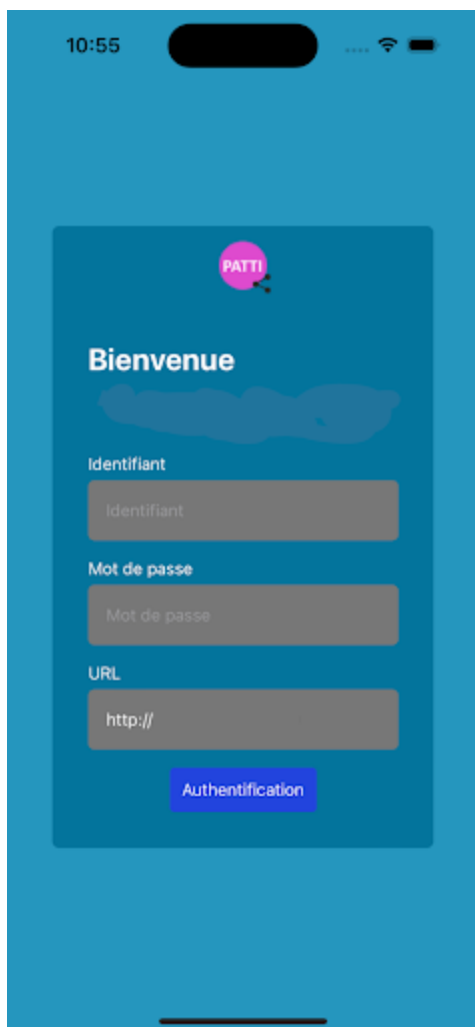 10:55
PATTI
Bienvenue
Identifiant
Identifiant
Mot de passe
Mot de passe
URL
http://
Authentification